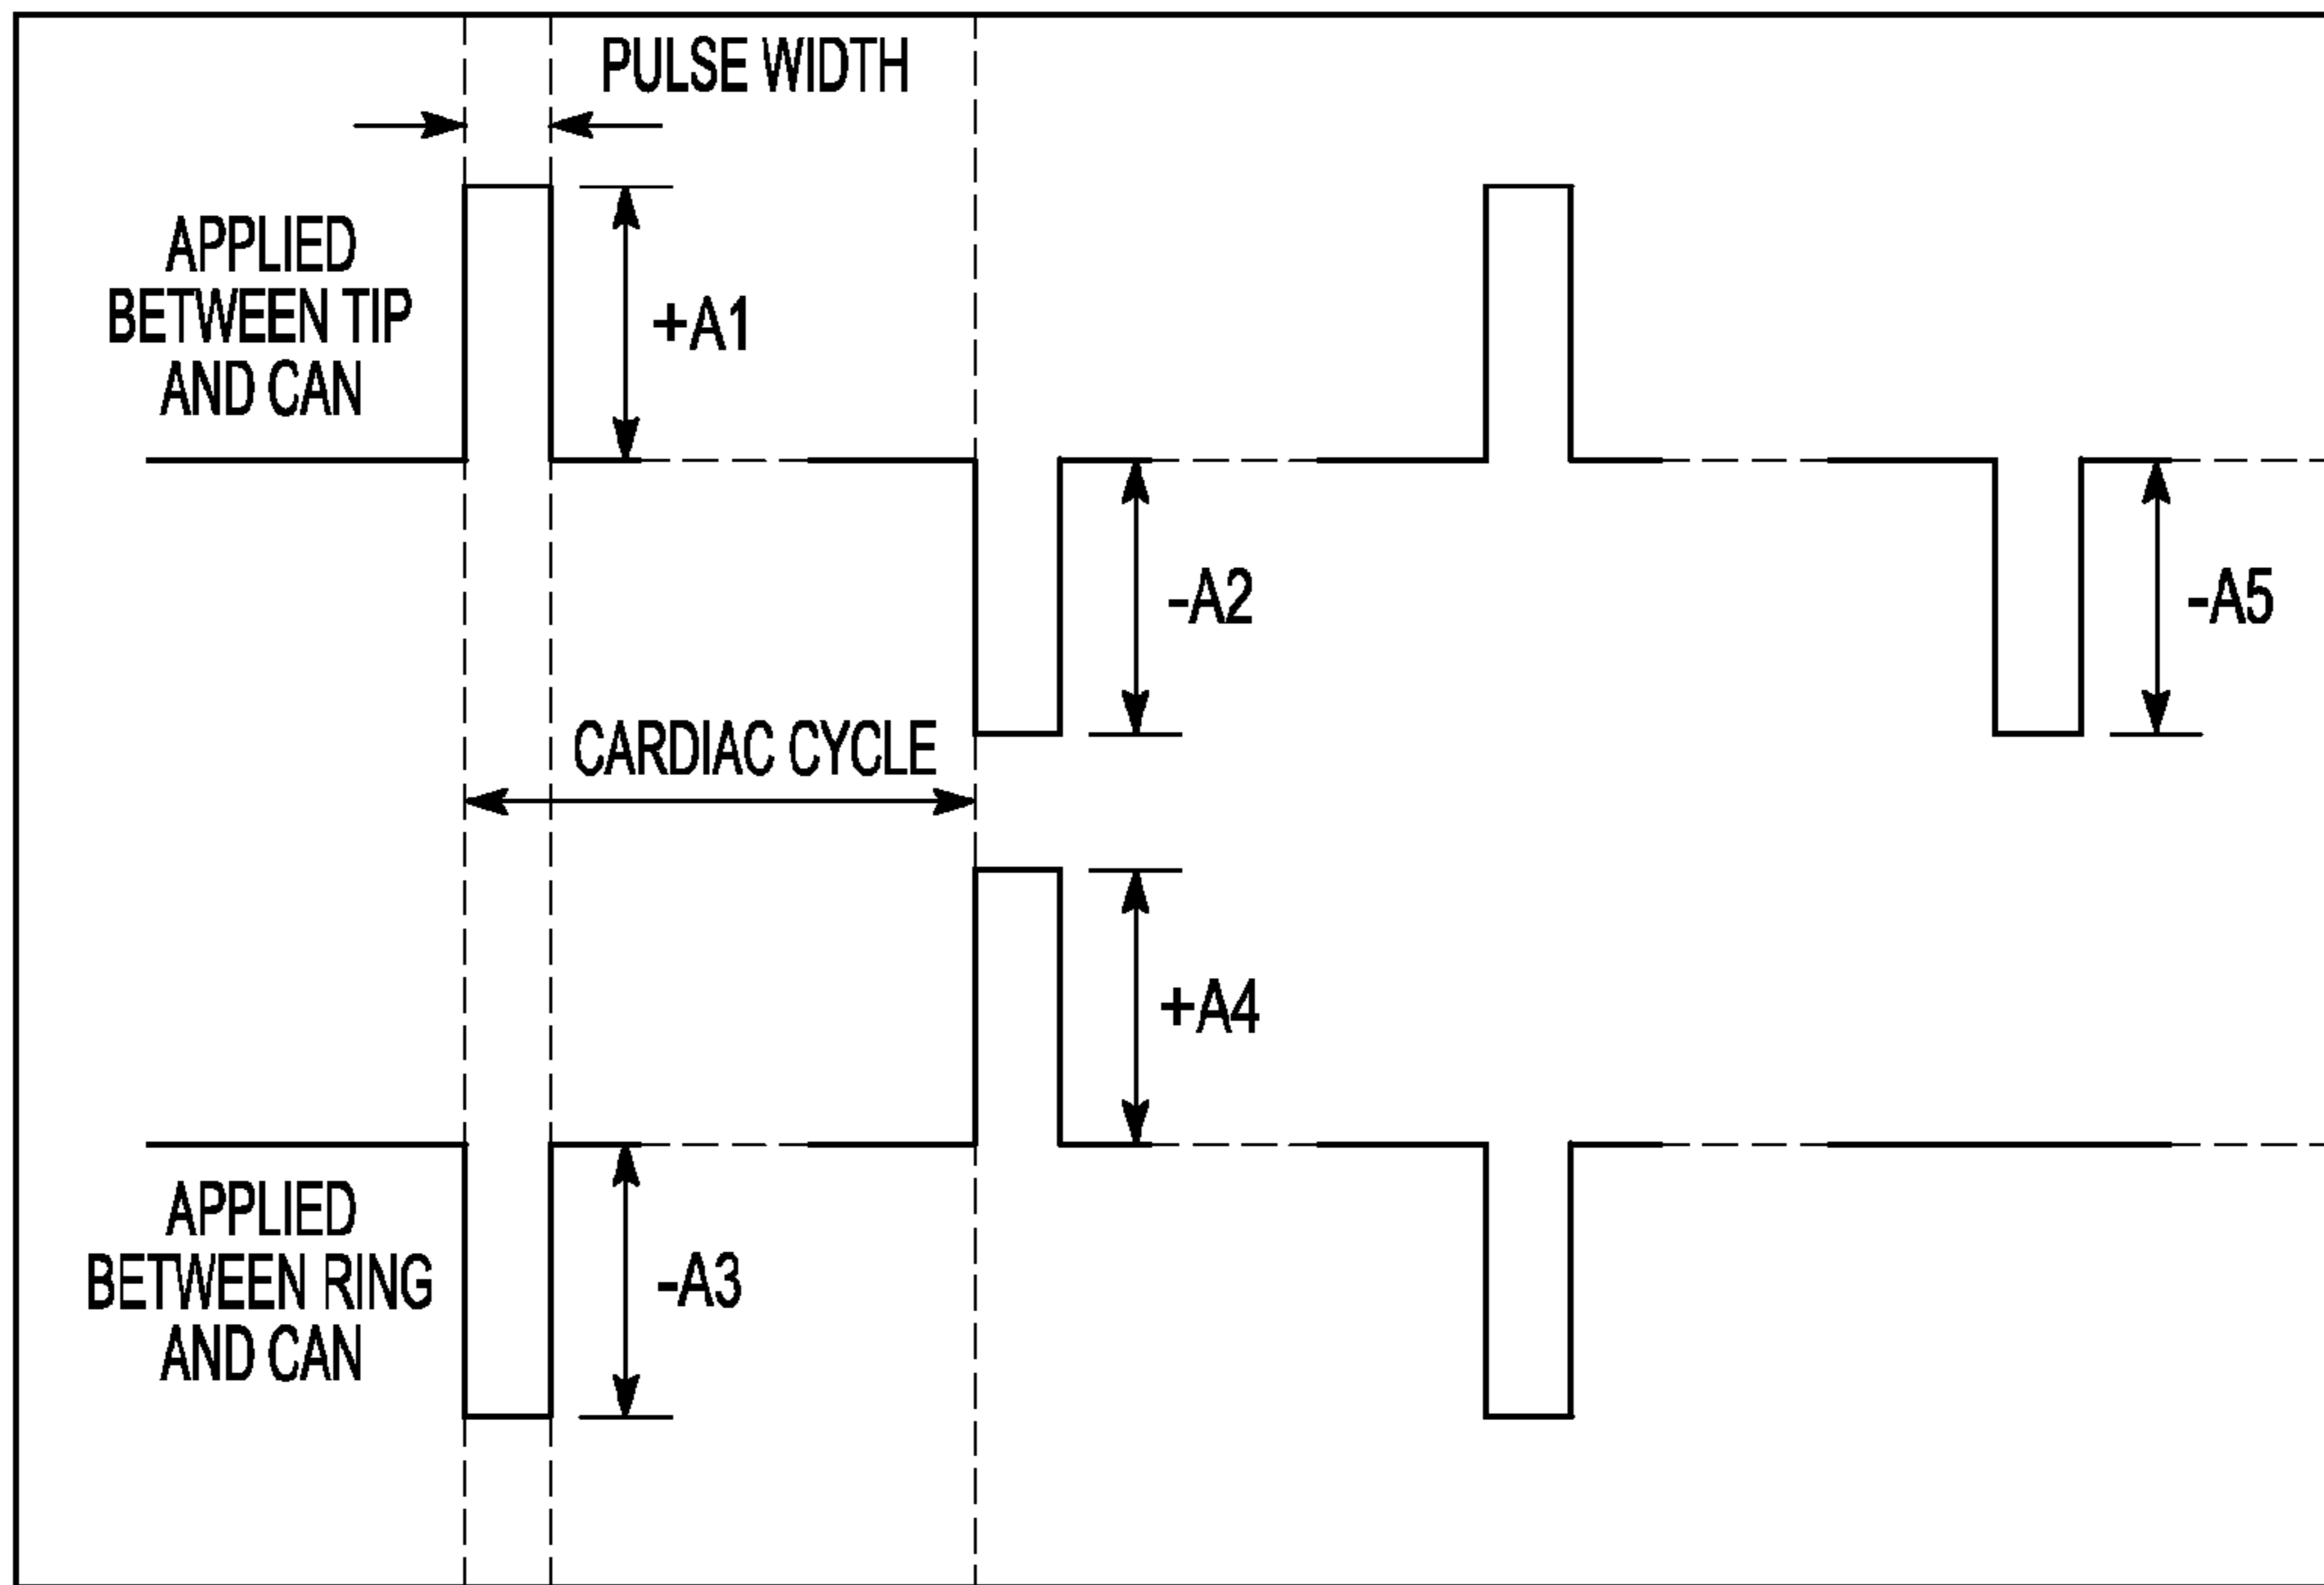 PULSE WIDTH
APPLIED
BETWEEN TIP
AND CAN
+A1
-A2
-A5
CARDIAC CYCLE
+A4
APPLIED
BETWEEN RING
AND CAN
-A3